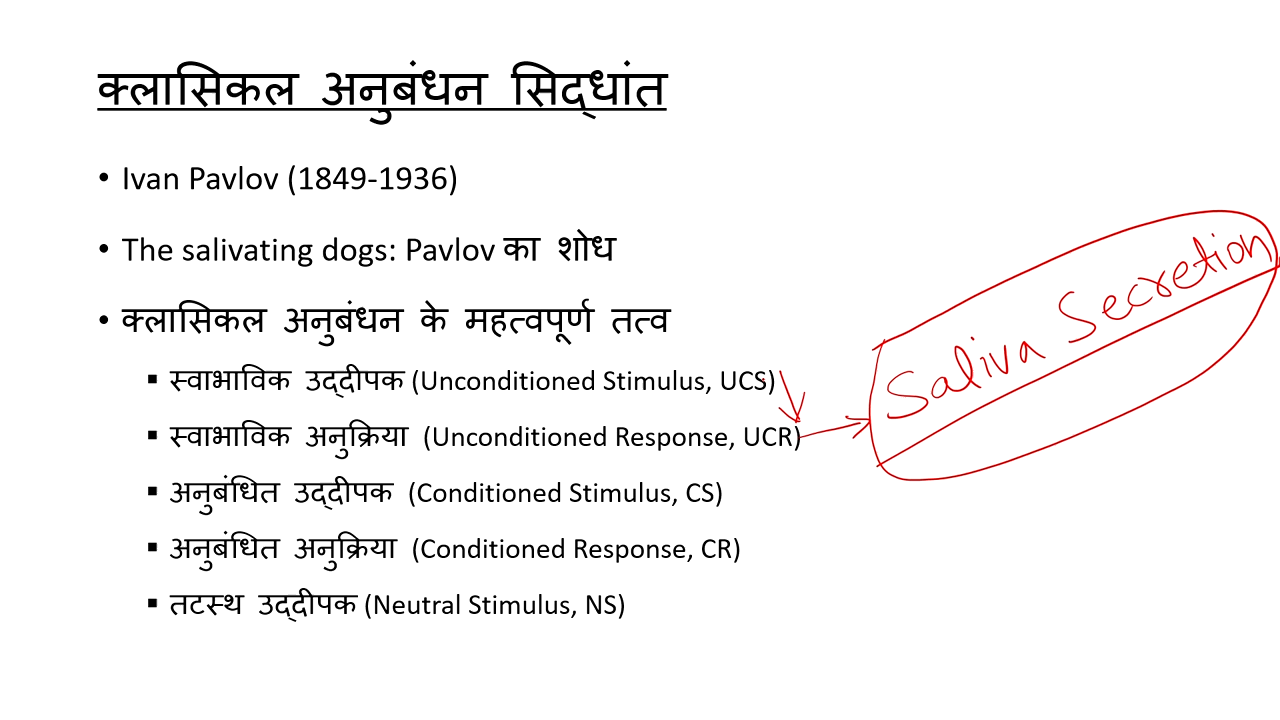 क्लासिकल अनुबंधन सिद्धांत
• Ivan Pavlov (1849-1936)
• The salivating dogs: Pavlov का शोध
• क्लासिकल अनुबंधन के महत्वपूर्ण तत्व
▪ स्वाभाविक उद्दीपक (Unconditioned Stimulus, UCS)
▪ स्वाभाविक अनुक्रिया (Unconditioned Response, UCR)
Saliva Secretion
▪ अनुबंधित उद्दीपक (Conditioned Stimulus, CS)
▪ अनुबंधित अनुक्रिया (Conditioned Response, CR)
▪ तटस्थ उद्दीपक (Neutral Stimulus, NS)